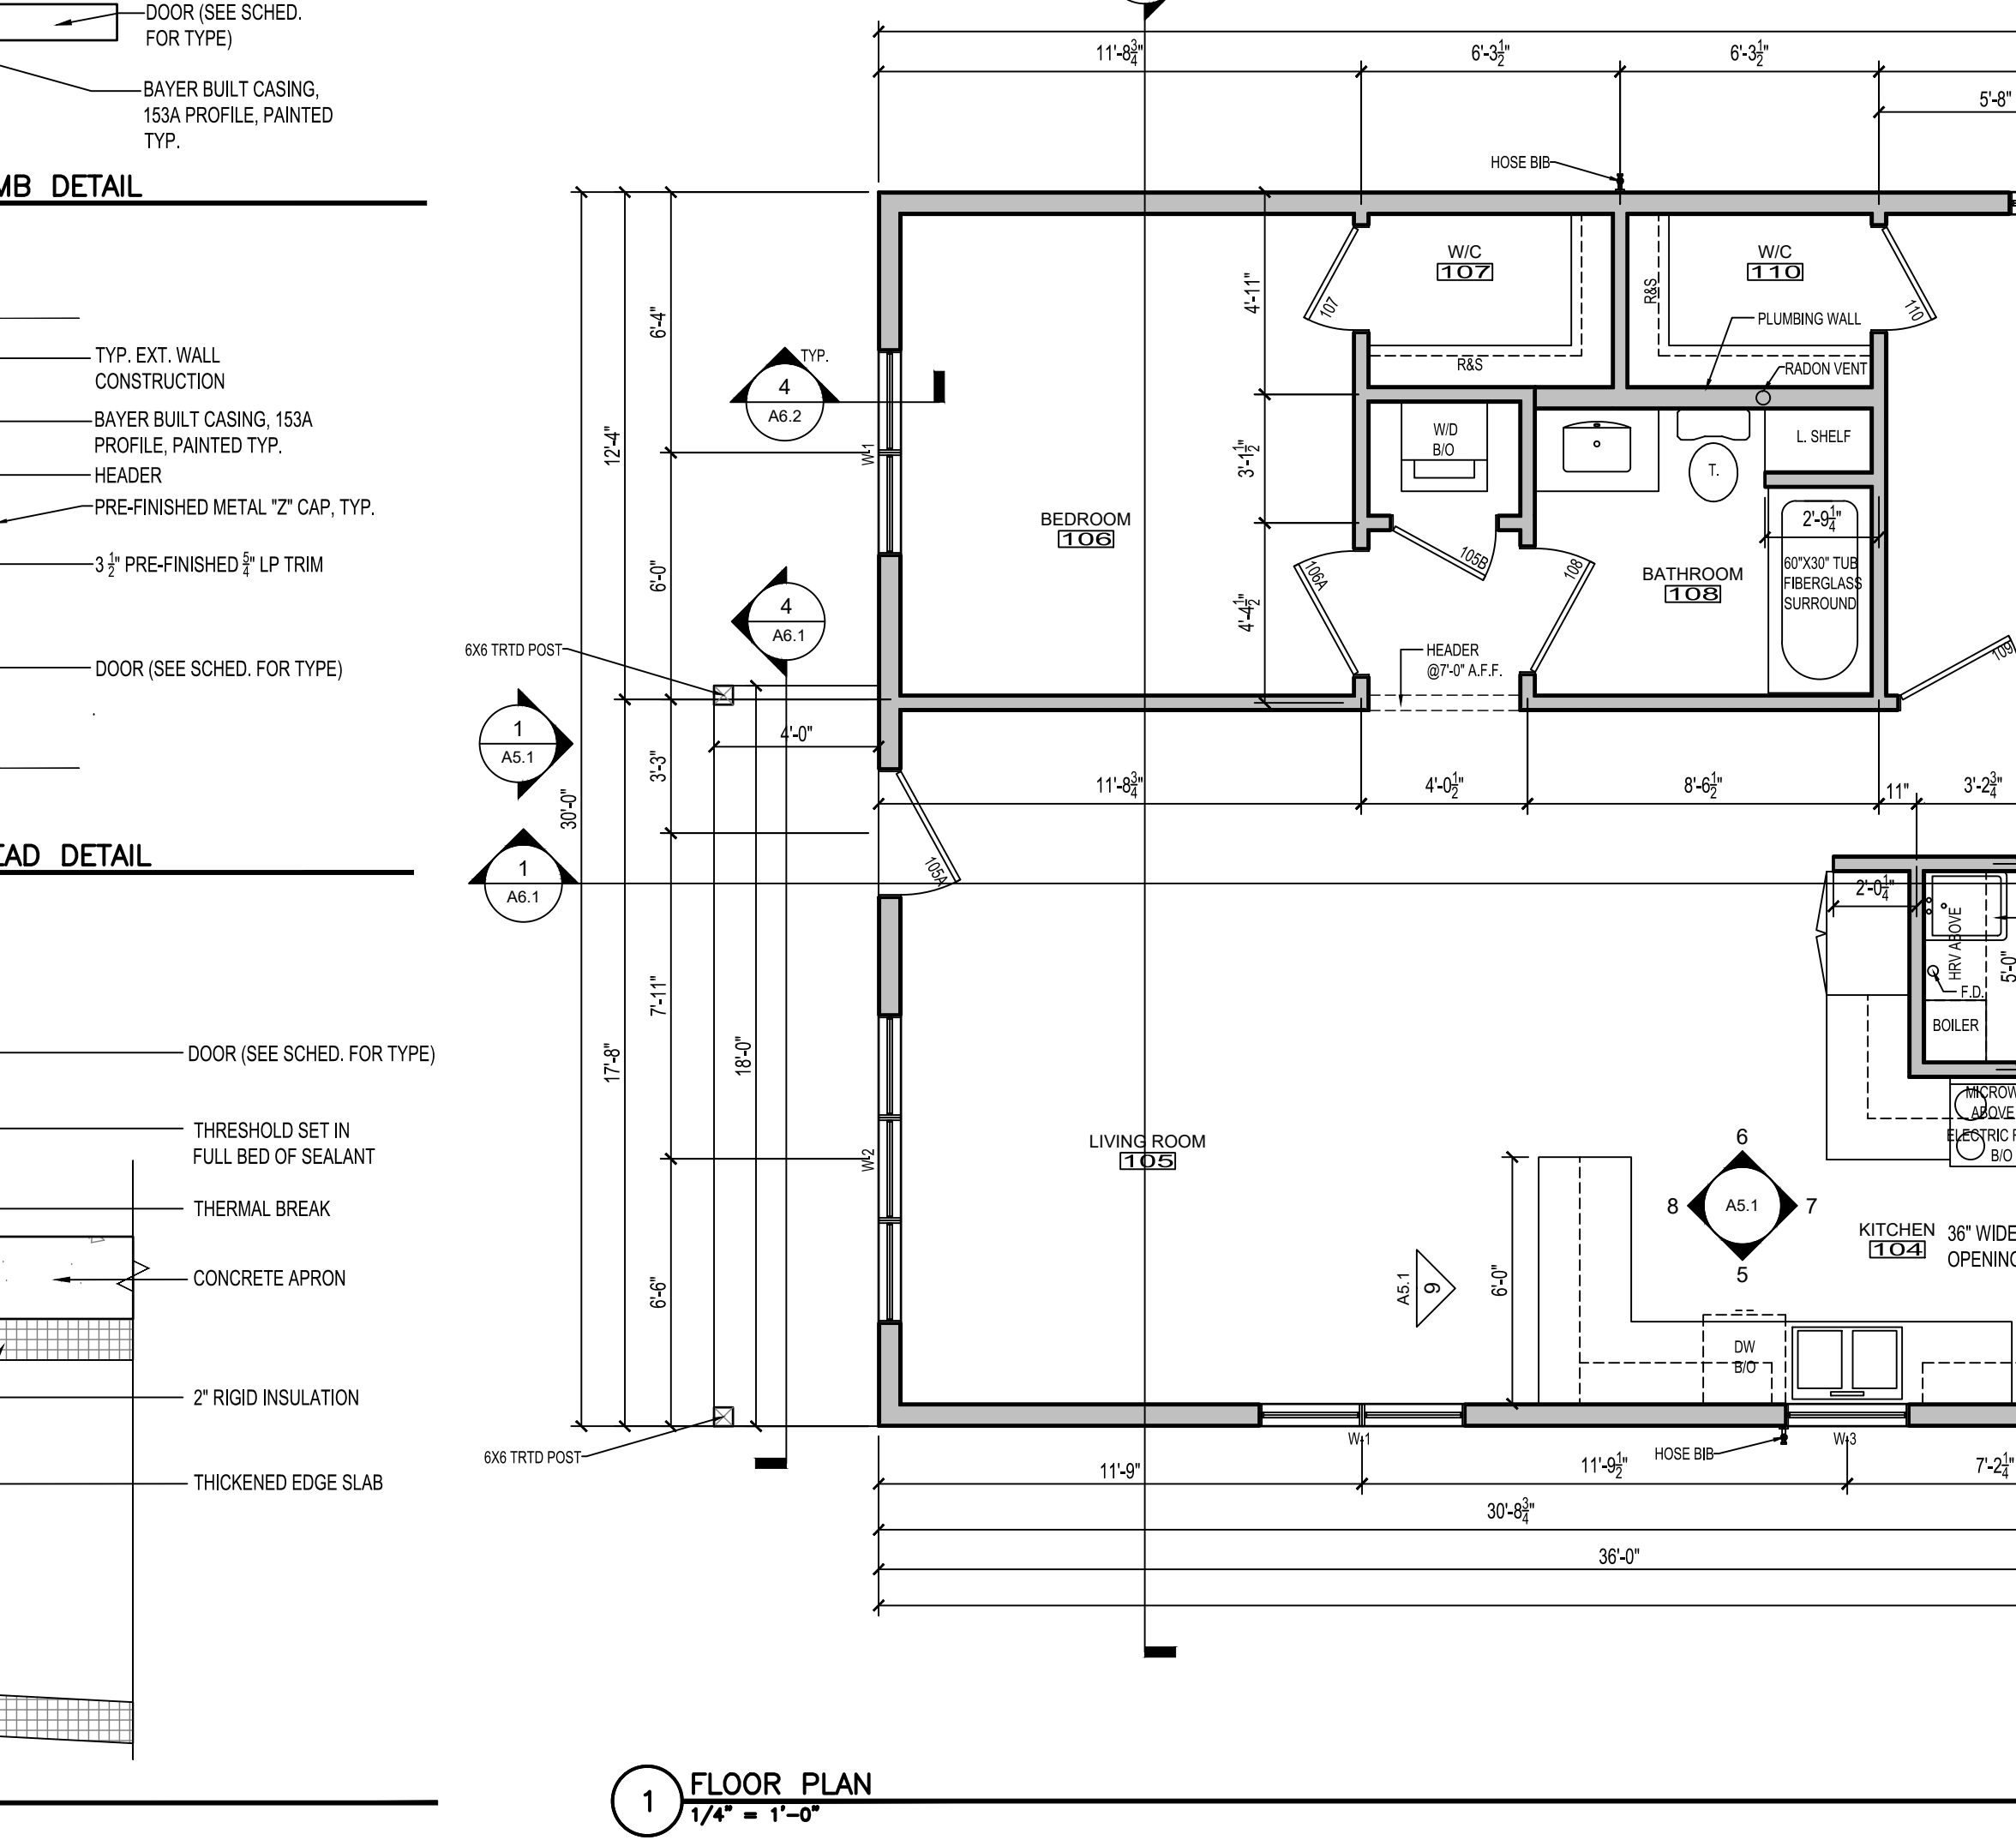 DOOR (SEE SCHED.
FOR TYPE)
BAYER BUILT CASING,
153A PROFILE, PAINTED
TYP.
MB DETAIL
TYP. EXT. WALL
CONSTRUCTION
BAYER BUILT CASING, 153A
PROFILE, PAINTED TYP.
HEADER
PRE-FINISHED METAL "Z" CAP, TYP.
3 1/2" PRE-FINISHED 5/4" LP TRIM
DOOR (SEE SCHED. FOR TYPE)
EAD DETAIL
DOOR (SEE SCHED. FOR TYPE)
THRESHOLD SET IN
FULL BED OF SEALANT
THERMAL BREAK
CONCRETE APRON
2" RIGID INSULATION
THICKENED EDGE SLAB
11'-8 3/4"
6'-3 1/2"
6'-3 1/2"
5'-8"
HOSE BIB
6'-4"
12'-4"
6'-0"
3'-3"
30'-0"
7'-11"
17'-8"
18'-0"
6'-6"
4'-0"
4
A6.2
TYP.
4
A6.1
1
A5.1
1
A6.1
6X6 TRTD POST
6X6 TRTD POST
W-1
W-2
BEDROOM
106
4'-11"
3'-1 1/2"
4'-4 1/2"
W/C
107
107
R&S
W/C
110
110
R&S
PLUMBING WALL
RADON VENT
W/D
B/O
L. SHELF
T.
2'-9 1/4"
60"X30" TUB
FIBERGLASS
SURROUND
BATHROOM
108
105B
106A
108
109
HEADER
@7'-0" A.F.F.
11'-8 3/4"
4'-0 1/2"
8'-6 1/2"
11"
3'-2 3/4"
105A
2'-0 1/4"
HRV ABOVE
5'-0"
F.D.
BOILER
MICROW
ABOVE
ELECTRIC
B/O
LIVING ROOM
105
6
8
A5.1
7
5
KITCHEN
104
36" WIDE
OPENING
A5.1
9
6'-0"
DW
B/O
W-1
HOSE BIB
W-3
11'-9"
11'-9 1/2"
7'-2 1/4"
30'-8 3/4"
36'-0"
1
FLOOR PLAN
1/4" = 1'-0"